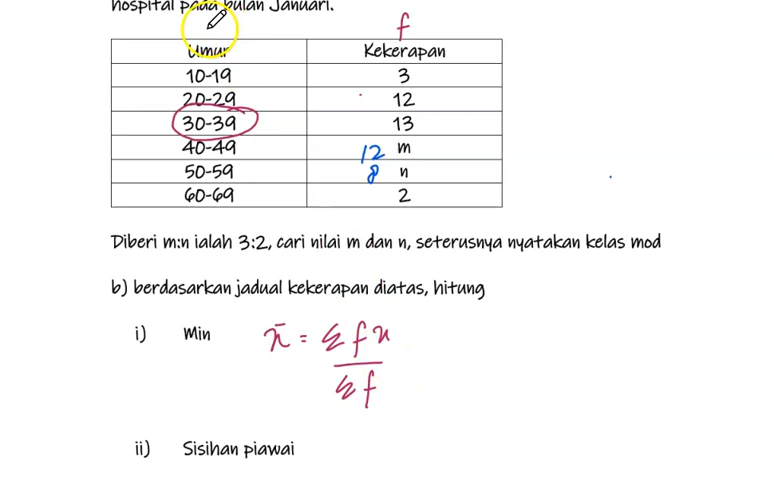 hospital pada bulan Januari.
f
Umur Kekerapan
10-19 3
20-29 12
30-39 13
40-49 12 m
50-59 8 n
60-69 2
Diberi m:n ialah 3:2, cari nilai m dan n, seterusnya nyatakan kelas mod
b) berdasarkan jadual kekerapan diatas, hitung
i) Min x̄ = Σfx / Σf
ii) Sisihan piawai